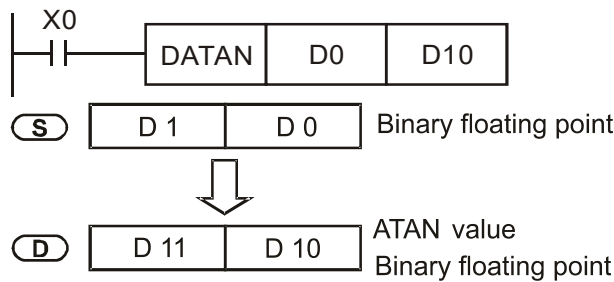 X0
DATAN D0 D10
S D 1 D 0 Binary floating point
D D 11 D 10 ATAN value
Binary floating point